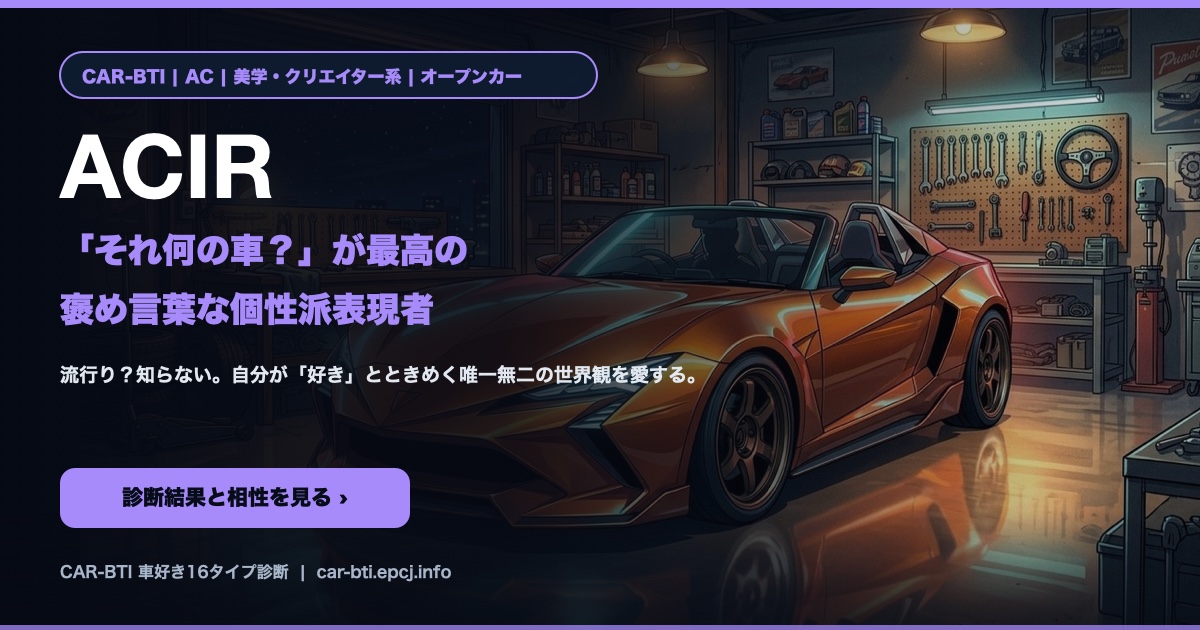 CAR-BTI | AC | 美学・クリエイター系 | オープンカー
ACIR
「それ何の車？」が最高の
褒め言葉な個性派表現者
流行り？知らない。自分が「好き」とときめく唯一無二の世界観を愛する。
診断結果と相性を見る ›
CAR-BTI 車好き16タイプ診断 | car-bti.epcj.info